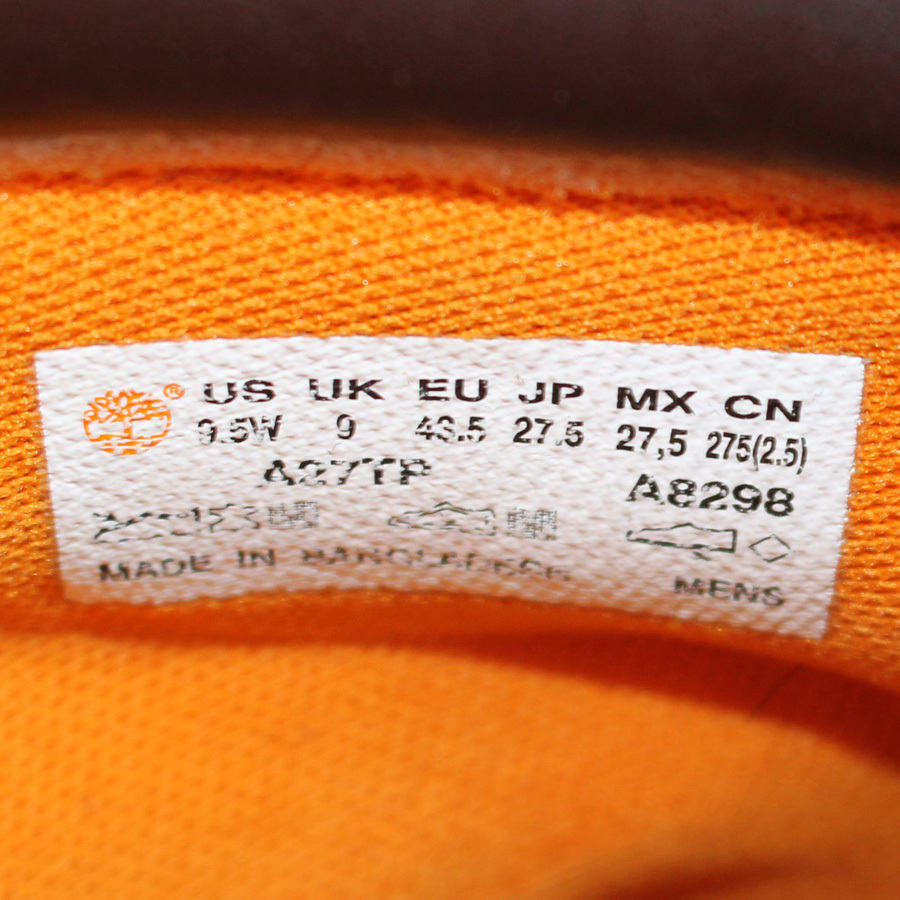 ® US UK EU JP MX CN
9.5W 9 43.5 27.5 27,5 275(2.5)
A27TP A8298
MADE IN BANGLADESH MENS